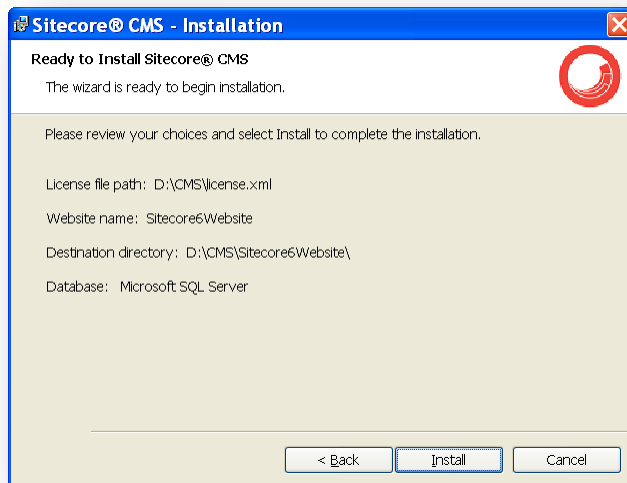 Sitecore® CMS - Installation
Ready to Install Sitecore® CMS
The wizard is ready to begin installation.
Please review your choices and select Install to complete the installation.
License file path: D:\CMS\license.xml
Website name: Sitecore6Website
Destination directory: D:\CMS\Sitecore6Website\
Database: Microsoft SQL Server
< Back Install Cancel